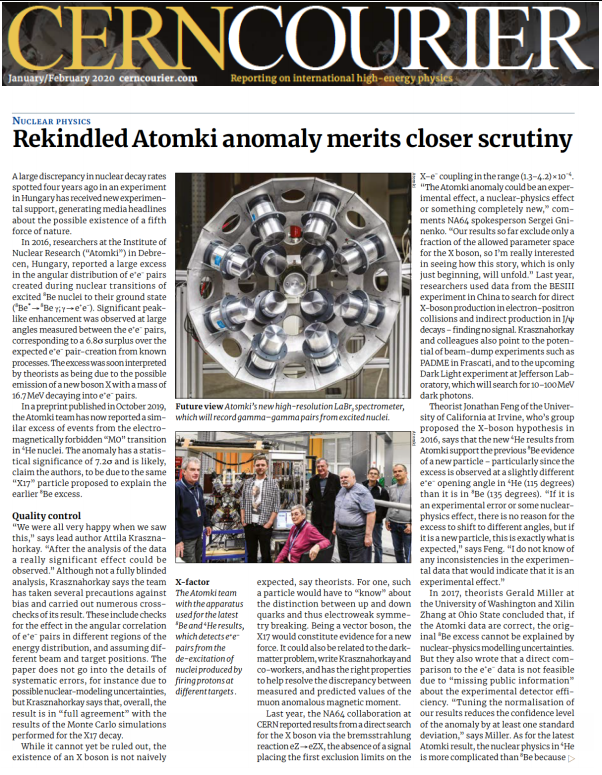 CERNCOURIER
January/February 2020 cerncourier.com
Reporting on international high-energy physics
Nuclear physics
Rekindled Atomki anomaly merits closer scrutiny
A large discrepancy in nuclear decay rates
spotted four years ago in an experiment
in Hungary has received new experimen-
tal support, generating media headlines
about the possible existence of a fifth
force of nature.
In 2016, researchers at the Institute of
Nuclear Research ("Atomki") in Debre-
cen, Hungary, reported a large excess
in the angular distribution of e⁺e⁻ pairs
created during nuclear transitions of
excited ⁸Be nuclei to their ground state
(⁸Be*→⁸Be γ; γ→e⁺e⁻). Significant peak-
like enhancement was observed at large
angles measured between the e⁺e⁻ pairs,
corresponding to a 6.8σ surplus over the
expected e⁺e⁻ pair-creation from known
processes. The excess was soon interpreted
by theorists as being due to the possible
emission of a new boson X with a mass of
16.7 MeV decaying into e⁺e⁻ pairs.
In a preprint published in October 2019,
the Atomki team has now reported a sim-
ilar excess of events from the electro-
magnetically forbidden "M0" transition
in ⁴He nuclei. The anomaly has a statis-
tical significance of 7.2σ and is likely,
claim the authors, to be due to the same
"X17" particle proposed to explain the
earlier ⁸Be excess.
Quality control
"We were all very happy when we saw
this," says lead author Attila Kraszna-
horkay. "After the analysis of the data
a really significant effect could be
observed." Although not a fully blinded
analysis, Krasznahorkay says the team
has taken several precautions against
bias and carried out numerous cross-
checks of its result. These include checks
for the effect in the angular correlation
of e⁺e⁻ pairs in different regions of the
energy distribution, and assuming dif-
ferent beam and target positions. The
paper does not go into the details of
systematic errors, for instance due to
possible nuclear-modeling uncertainties,
but Krasznahorkay says that, overall, the
result is in "full agreement" with the
results of the Monte Carlo simulations
performed for the X17 decay.
While it cannot yet be ruled out, the
existence of an X boson is not naively
Atomki
Future view Atomki's new high-resolution LaBr₃ spectrometer,
which will record gamma–gamma pairs from excited nuclei.
Atomki
X-factor
The Atomki team
with the apparatus
used for the latest
⁸Be and ⁴He results,
which detects e⁺e⁻
pairs from the
de-excitation of
nuclei produced by
firing protons at
different targets.
expected, say theorists. For one, such
a particle would have to "know" about
the distinction between up and down
quarks and thus electroweak symme-
try breaking. Being a vector boson, the
X17 would constitute evidence for a new
force. It could also be related to the dark-
matter problem, write Krasznahorkay and
co-workers, and has the right properties
to help resolve the discrepancy between
measured and predicted values of the
muon anomalous magnetic moment.
Last year, the NA64 collaboration at
CERN reported results from a direct search
for the X boson via the bremsstrahlung
reaction eZ→eZX, the absence of a signal
placing the first exclusion limits on the
X–e⁻ coupling in the range (1.3–4.2)×10⁻⁴.
"The Atomki anomaly could be an exper-
imental effect, a nuclear-physics effect
or something completely new," com-
ments NA64 spokesperson Sergei Gni-
nenko. "Our results so far exclude only a
fraction of the allowed parameter space
for the X boson, so I'm really interested
in seeing how this story, which is only
just beginning, will unfold." Last year,
researchers used data from the BESIII
experiment in China to search for direct
X-boson production in electron–positron
collisions and indirect production in J/ψ
decays – finding no signal. Krasznahorkay
and colleagues also point to the poten-
tial of beam-dump experiments such as
PADME in Frascati, and to the upcoming
Dark Light experiment at Jefferson Lab-
oratory, which will search for 10–100 MeV
dark photons.
Theorist Jonathan Feng of the Univer-
sity of California at Irvine, who's group
proposed the X-boson hypothesis in
2016, says that the new ⁴He results from
Atomki support the previous ⁸Be evidence
of a new particle – particularly since the
excess is observed at a slightly different
e⁺e⁻ opening angle in ⁴He (115 degrees)
than it is in ⁸Be (135 degrees). "If it is
an experimental error or some nuclear-
physics effect, there is no reason for the
excess to shift to different angles, but if
it is a new particle, this is exactly what is
expected," says Feng. "I do not know of
any inconsistencies in the experimen-
tal data that would indicate that it is an
experimental effect."
In 2017, theorists Gerald Miller at the
University of Washington and Xilin
Zhang at Ohio State concluded that, if
the Atomki data are correct, the orig-
inal ⁸Be excess cannot be explained by
nuclear-physics modelling uncertainties.
But they also wrote that a direct com-
parison to the e⁺e⁻ data is not feasible
due to "missing public information"
about the experimental detector effi-
ciency. "Tuning the normalisation of
our results reduces the confidence level
of the anomaly by at least one standard
deviation," says Miller. As for the latest
Atomki result, the nuclear physics in ⁴He
is more complicated than ⁸Be because ▷